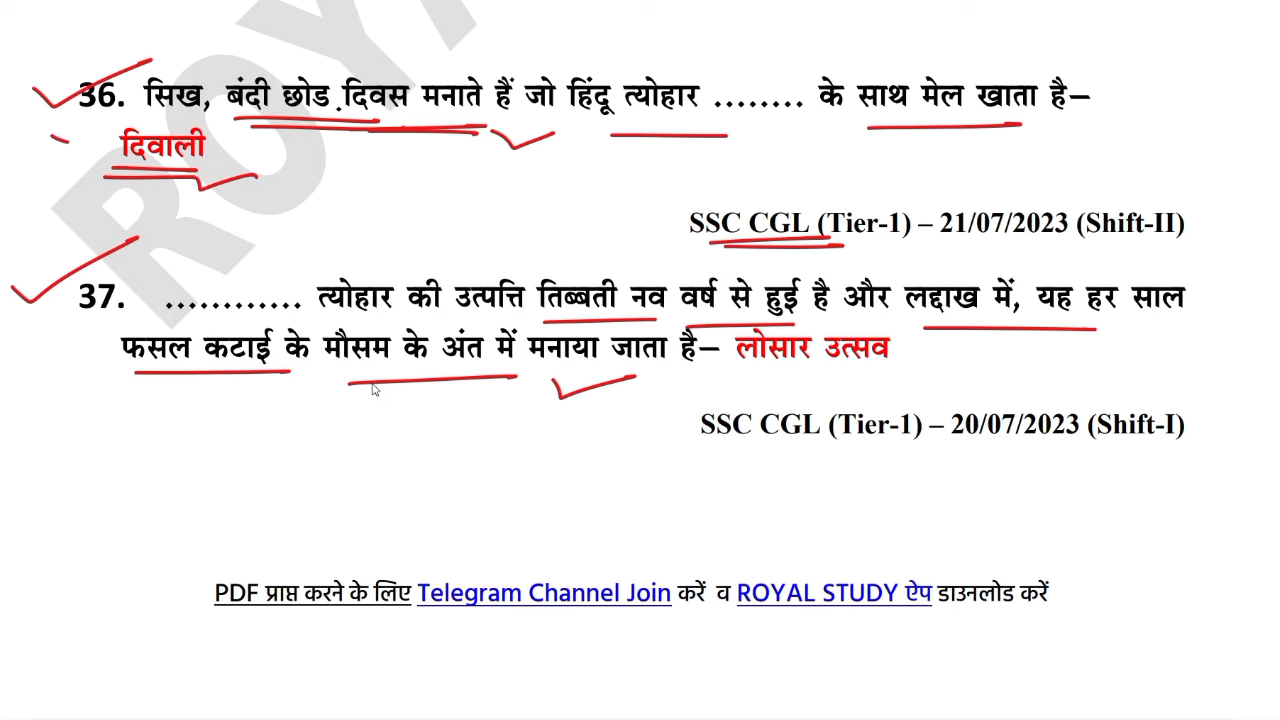 36. सिख, बंदी छोड दिवस मनाते हैं जो हिंदू त्योहार ........ के साथ मेल खाता है–
दिवाली
SSC CGL (Tier-1) – 21/07/2023 (Shift-II)
37. ............ त्योहार की उत्पत्ति तिब्बती नव वर्ष से हुई है और लद्दाख में, यह हर साल
फसल कटाई के मौसम के अंत में मनाया जाता है– लोसार उत्सव
SSC CGL (Tier-1) – 20/07/2023 (Shift-I)
PDF प्राप्त करने के लिए Telegram Channel Join करें व ROYAL STUDY ऐप डाउनलोड करें